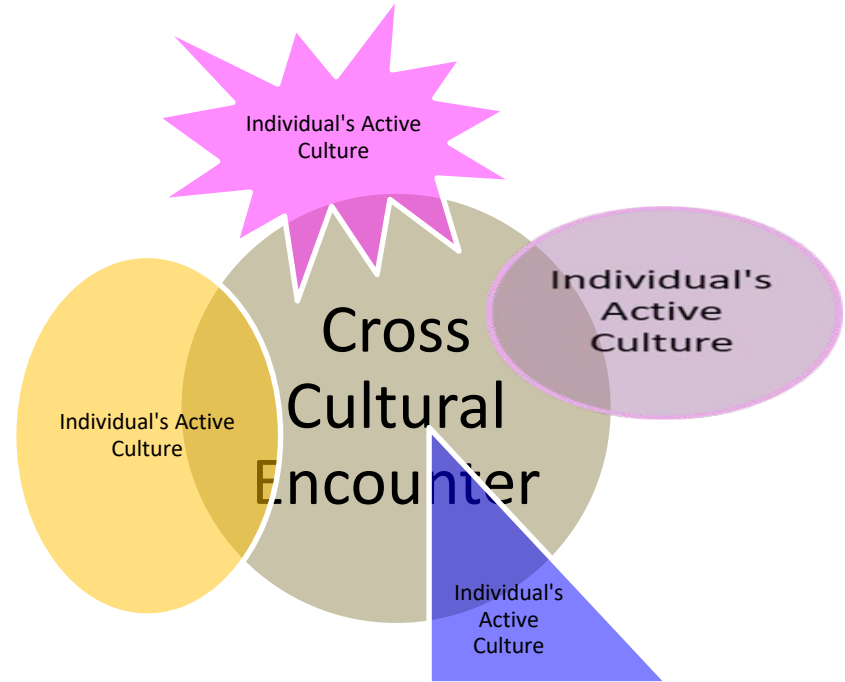 Individual's Active
Culture
Individual's
Active
Culture
Cross
Cultural
Encounter
Individual's Active
Culture
Individual's
Active
Culture